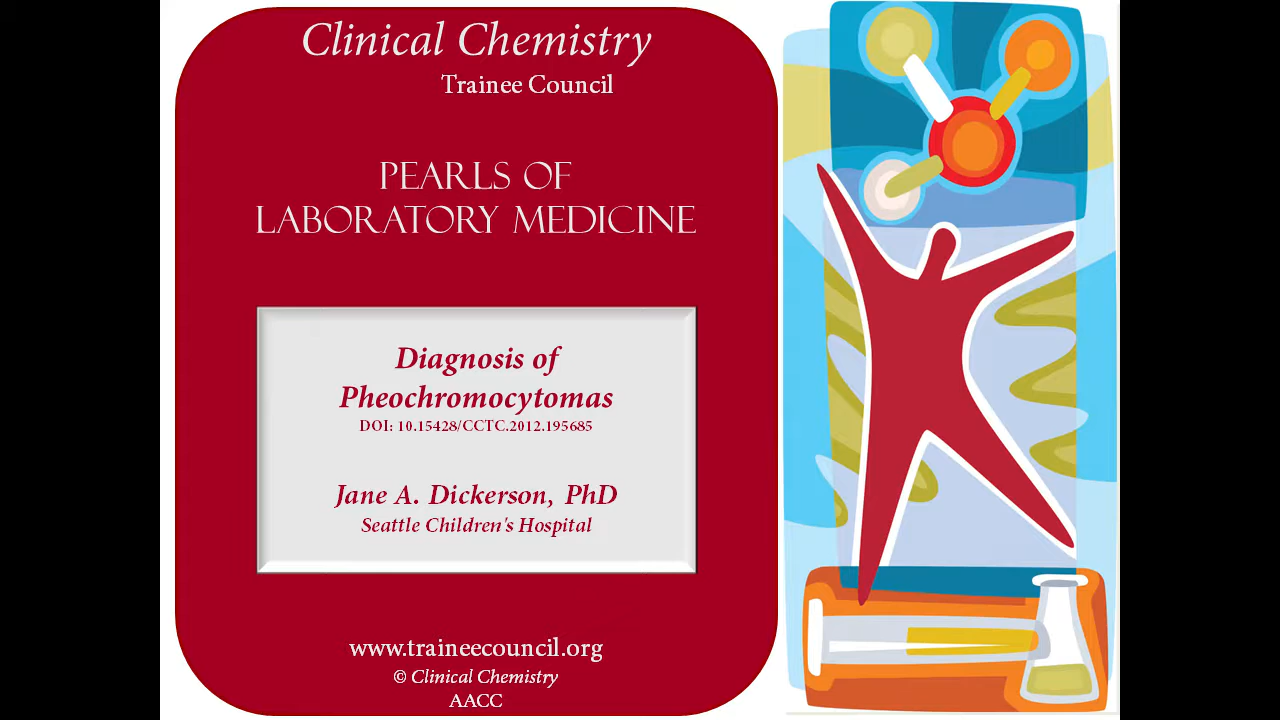 Clinical Chemistry
Trainee Council
PEARLS OF
LABORATORY MEDICINE
Diagnosis of
Pheochromocytomas
DOI: 10.15428/CCTC.2012.195685
Jane A. Dickerson, PhD
Seattle Children's Hospital
www.traineecouncil.org
© Clinical Chemistry
AACC